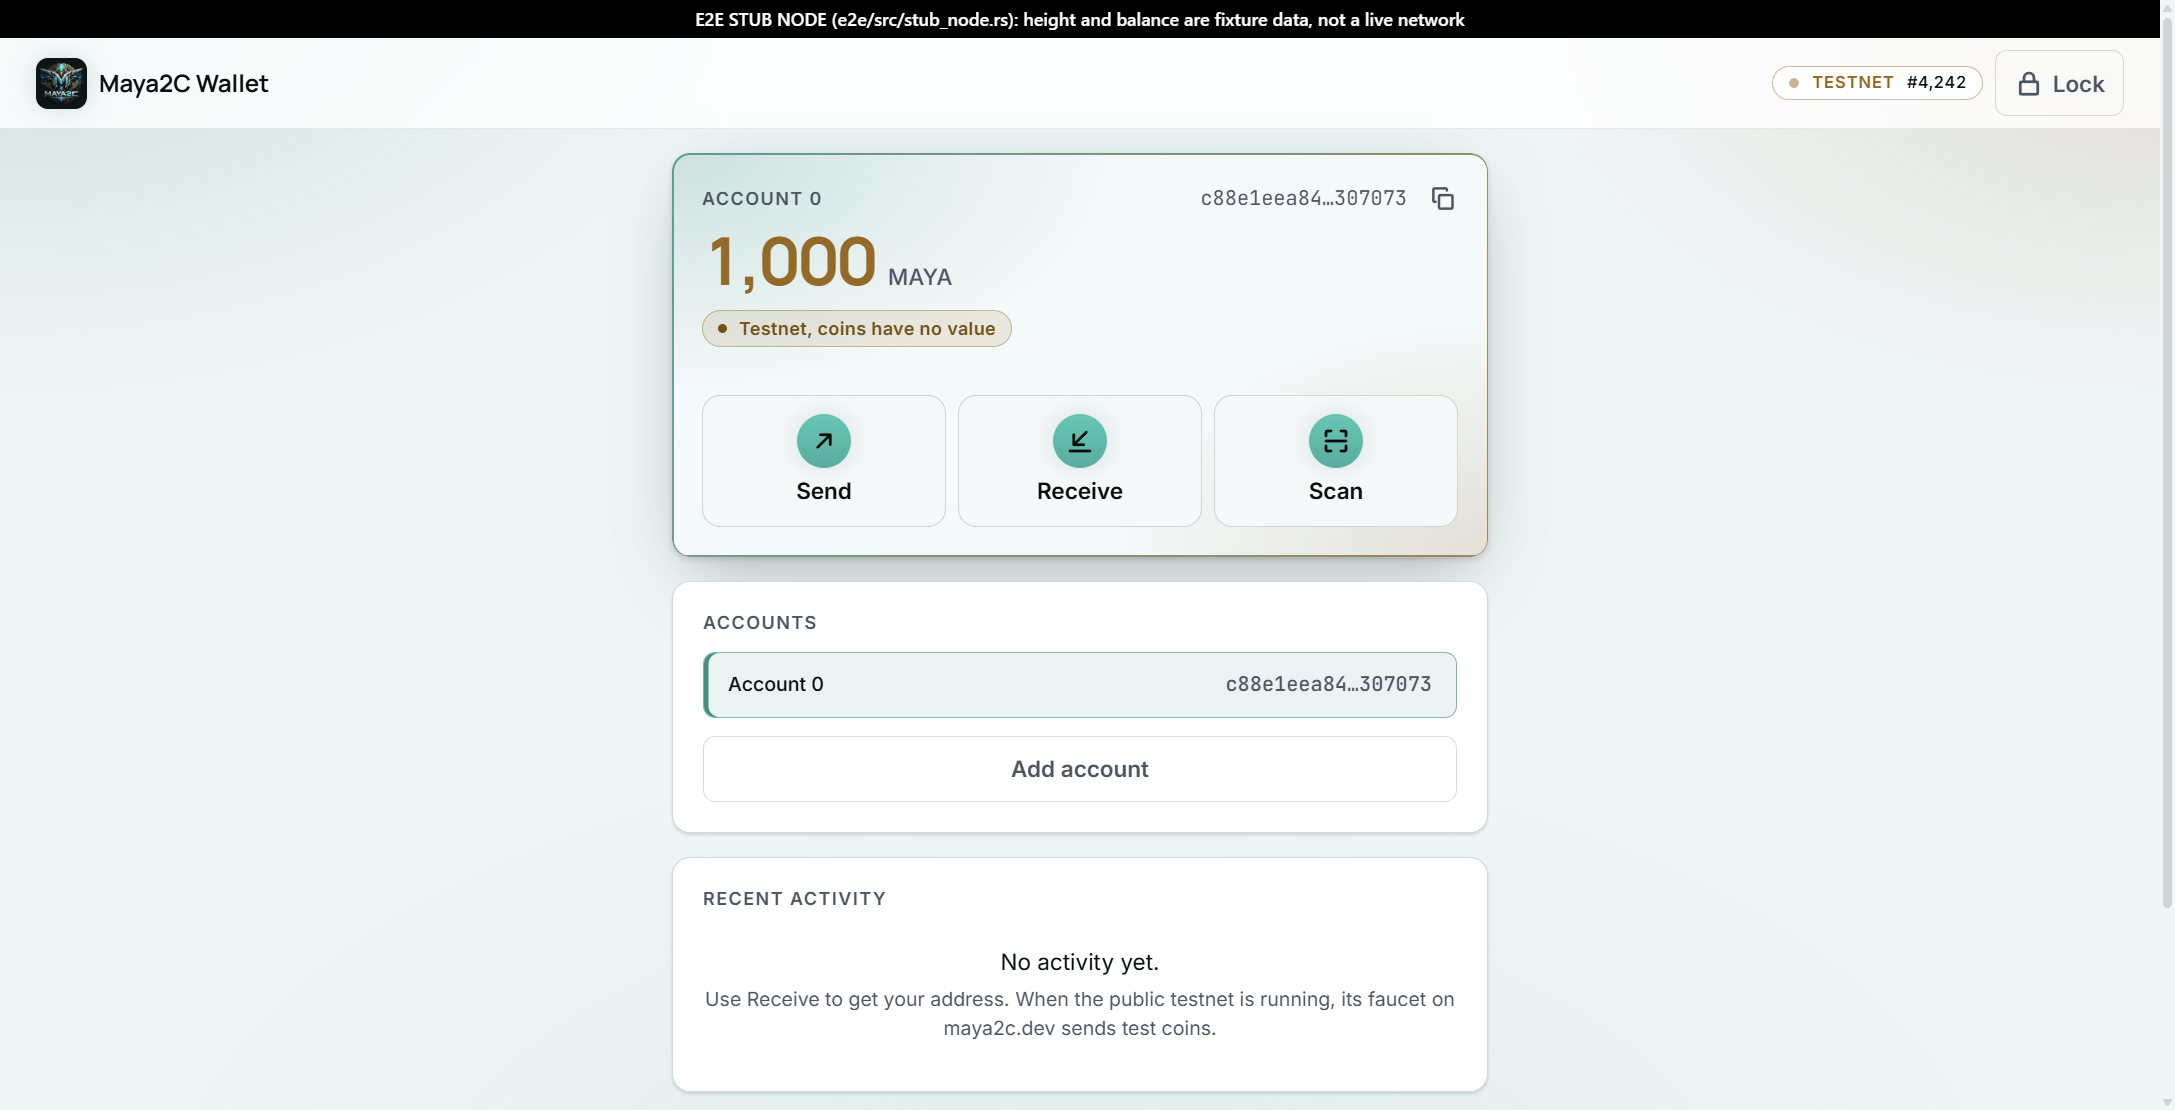 E2E STUB NODE (e2e/src/stub_node.rs): height and balance are fixture data, not a live network
MAYA2C
Maya2C Wallet
TESTNET #4,242
Lock
ACCOUNT 0
c88e1eea84…307073
1,000 MAYA
Testnet, coins have no value
Send
Receive
Scan
ACCOUNTS
Account 0
c88e1eea84…307073
Add account
RECENT ACTIVITY
No activity yet.
Use Receive to get your address. When the public testnet is running, its faucet on
maya2c.dev sends test coins.